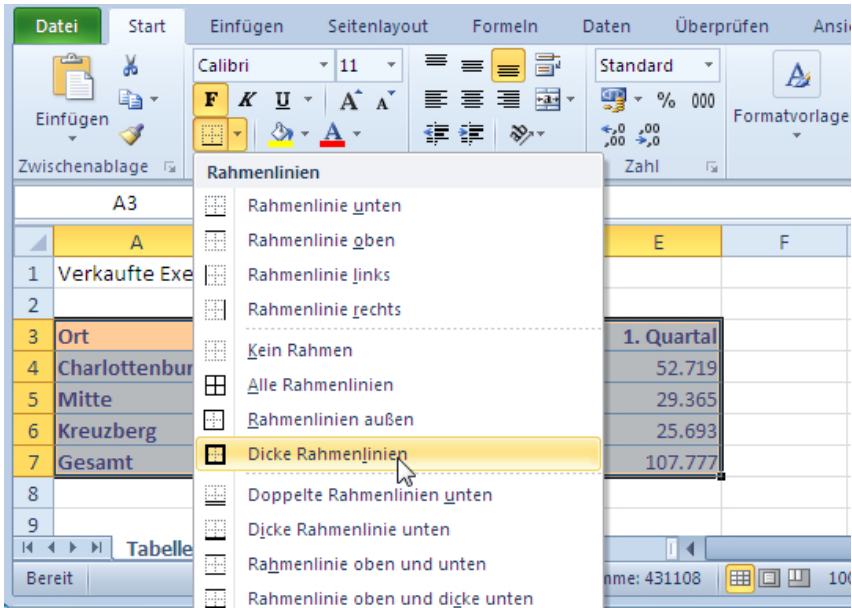 Datei Start Einfügen Seitenlayout Formeln Daten Überprüfen Ansi
Einfügen
Zwischenablage
Calibri 11
F K U A A
A
Standard
% 000
Zahl
Formatvorlage
A3
Rahmenlinien
Rahmenlinie unten
Rahmenlinie oben
Rahmenlinie links
Rahmenlinie rechts
Kein Rahmen
Alle Rahmenlinien
Rahmenlinien außen
Dicke Rahmenlinien
Doppelte Rahmenlinien unten
Dicke Rahmenlinie unten
Rahmenlinie oben und unten
Rahmenlinie oben und dicke unten
A E F
1 Verkaufte Exe
2
3 Ort 1. Quartal
4 Charlottenbur 52.719
5 Mitte 29.365
6 Kreuzberg 25.693
7 Gesamt 107.777
8
9
Tabelle
Bereit nme: 431108 100